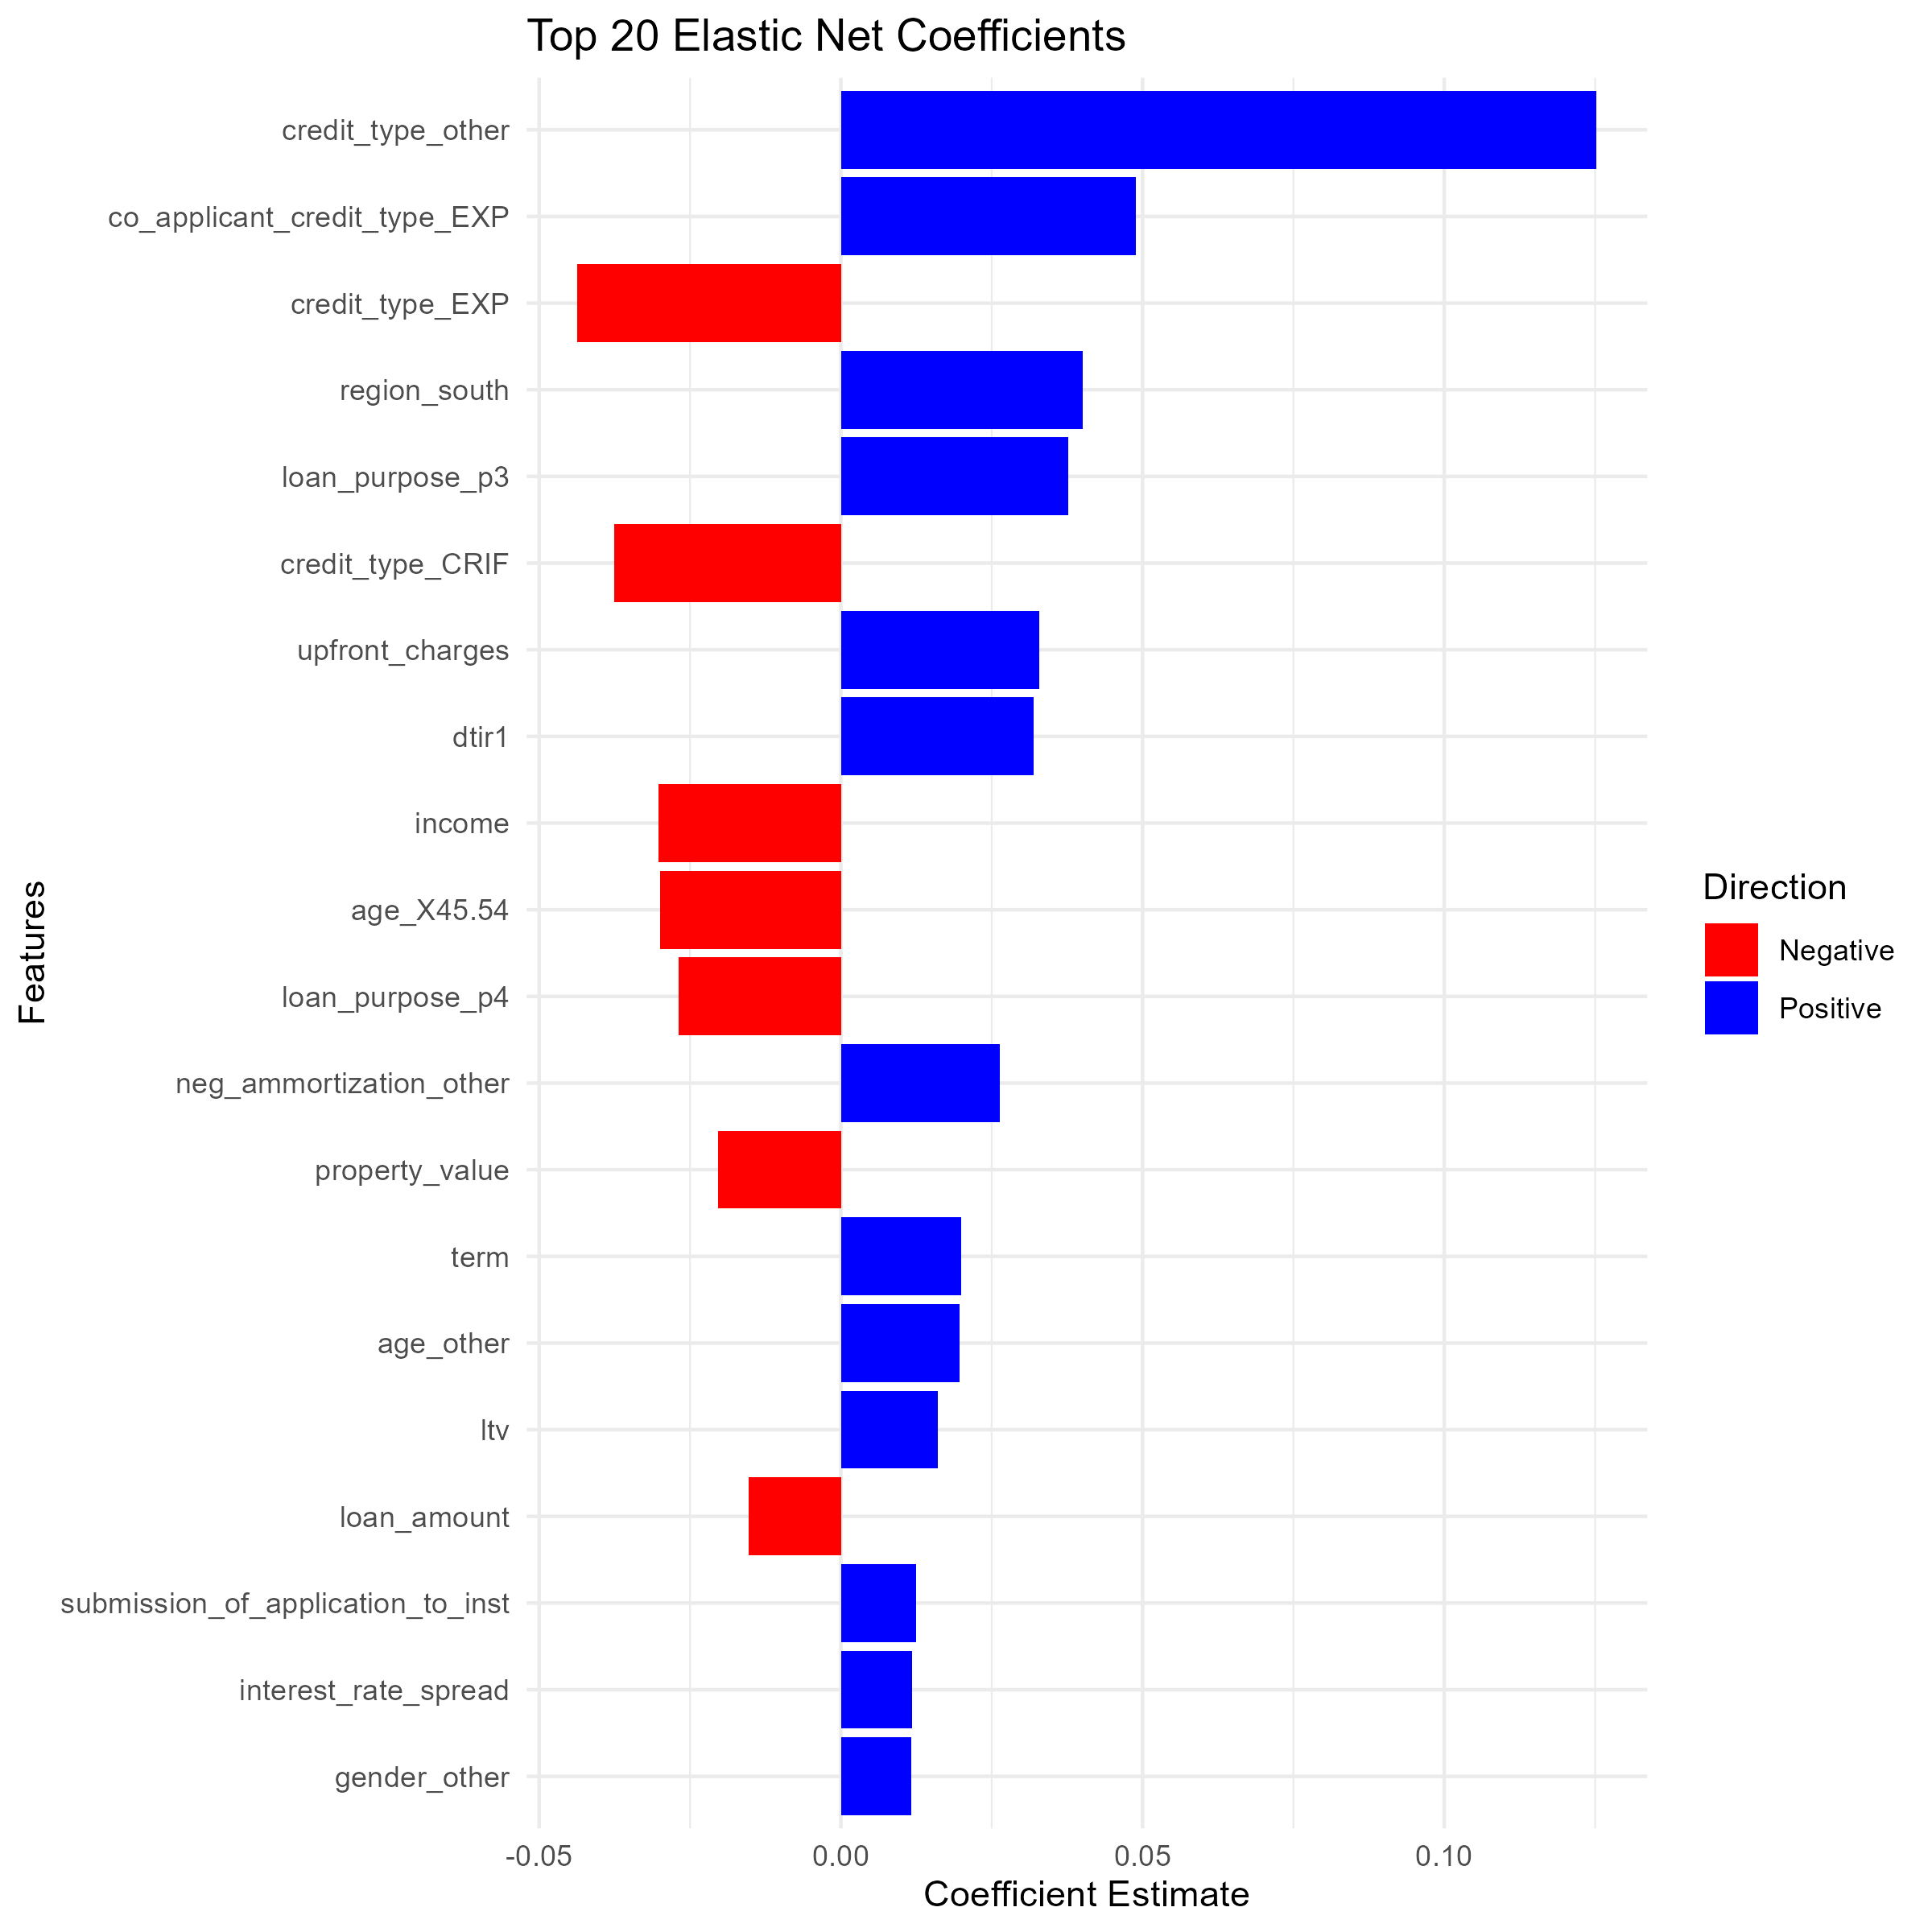 Top 20 Elastic Net Coefficients
Features
credit_type_other
co_applicant_credit_type_EXP
credit_type_EXP
region_south
loan_purpose_p3
credit_type_CRIF
upfront_charges
dtir1
income
age_X45.54
loan_purpose_p4
neg_ammortization_other
property_value
term
age_other
ltv
loan_amount
submission_of_application_to_inst
interest_rate_spread
gender_other
-0.05 0.00 0.05 0.10
Coefficient Estimate
Direction
Negative
Positive